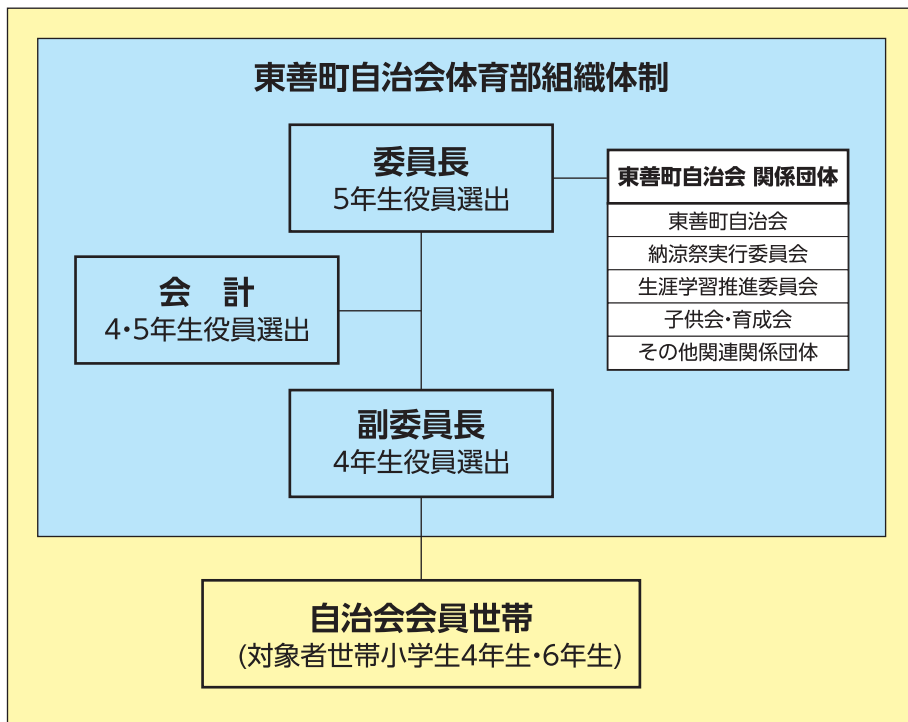 東善町自治会体育部組織体制
委員長
5年生役員選出
東善町自治会 関係団体
東善町自治会
納涼祭実行委員会
生涯学習推進委員会
子供会・育成会
その他関連関係団体
会　計
4・5年生役員選出
副委員長
4年生役員選出
自治会会員世帯
(対象者世帯小学生4年生・6年生)